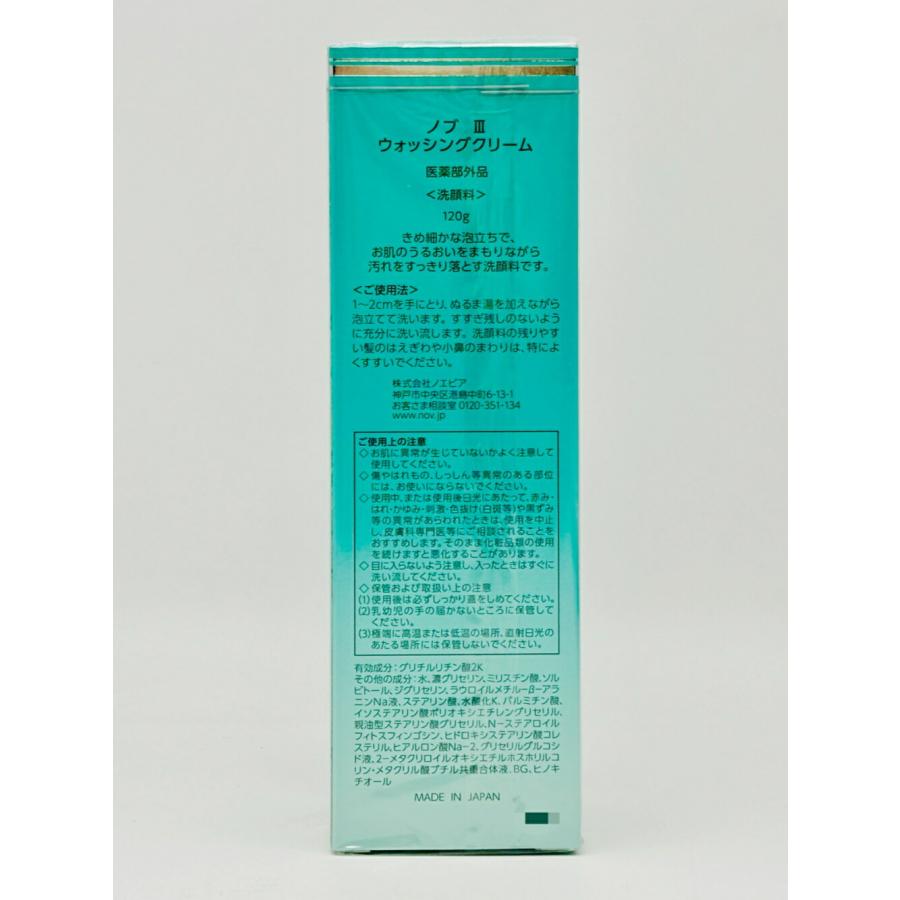 ノブ Ⅲ
ウォッシングクリーム
医薬部外品
＜洗顔料＞
120g
きめ細かな泡立ちで、
お肌のうるおいをまもりながら
汚れをすっきり落とす洗顔料です。
＜ご使用法＞
1～2cmを手にとり、ぬるま湯を加えながら
泡立てて洗います。すすぎ残しのないよう
に充分に洗い流します。洗顔料の残りやす
い髪のはえぎわや小鼻のまわりは、特によ
くすすいでください。
株式会社ノエビア
神戸市中央区港島中町6-13-1
お客さま相談室 0120-351-134
www.nov.jp
ご使用上の注意
◇お肌に異常が生じていないかよく注意して
使用してください。
◇傷やはれもの、しっしん等異常のある部位
には、お使いにならないでください。
◇使用中、または使用後日光にあたって、赤み・
はれ・かゆみ・刺激・色抜け(白斑等)や黒ずみ
等の異常があらわれたときは、使用を中止
し、皮膚科専門医等にご相談されることを
おすすめします。そのまま化粧品類の使用
を続けますと悪化することがあります。
◇目に入らないよう注意し、入ったときはすぐに
洗い流してください。
◇保管および取扱い上の注意
(1)使用後は必ずしっかり蓋をしめてください。
(2)乳幼児の手の届かないところに保管して
ください。
(3)極端に高温または低温の場所、直射日光の
あたる場所には保管しないでください。
有効成分：グリチルリチン酸2K
その他の成分：水、濃グリセリン、ミリスチン酸、ソル
ビトール、ジグリセリン、ラウロイルメチル-β-アラ
ニンNa液、ステアリン酸、水酸化K、パルミチン酸、
イソステアリン酸ポリオキシエチレングリセリル、
親油型ステアリン酸グリセリル、N-ステアロイル
フィトスフィンゴシン、ヒドロキシステアリン酸コレ
ステリル、ヒアルロン酸Na-2、グリセリルグルコシ
ド液、2-メタクリロイルオキシエチルホスホリルコ
リン・メタクリル酸ブチル共重合体液、BG、ヒノキ
チオール
MADE IN JAPAN